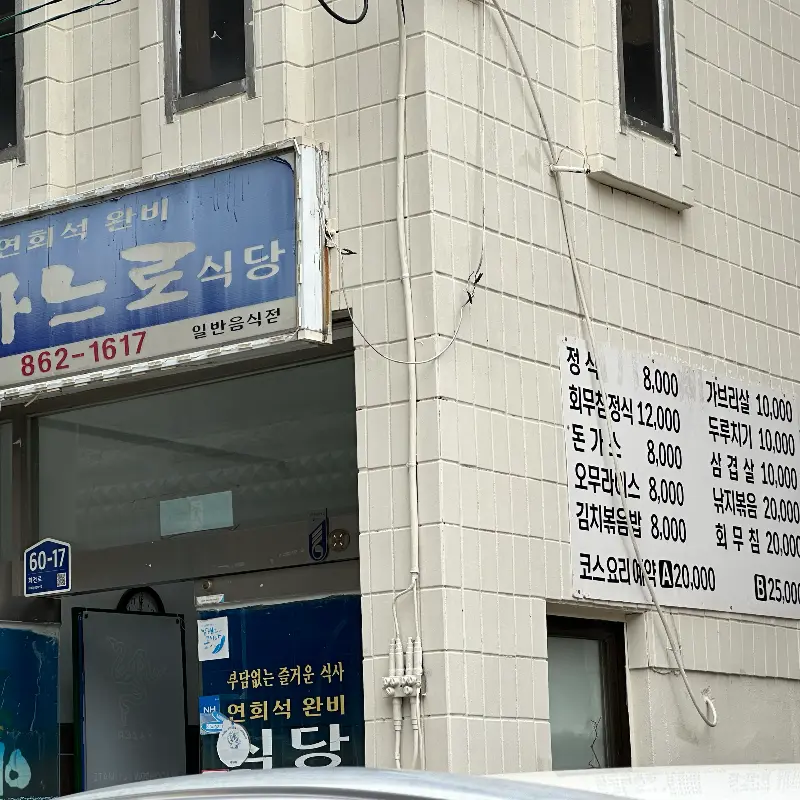 연회석 완비
느로식당
일반음식점
862-1617
60-17
부담없는 즐거운 식사
연회석 완비
식당
NH
정식 8,000
회무침정식 12,000
돈가스 8,000
오무라이스 8,000
김치볶음밥 8,000
가브리살 10,000
두루치기 10,000
삼겹살 10,000
낙지볶음 20,000
회무침 20,000
코스요리예약 A 20,000 B 25,000